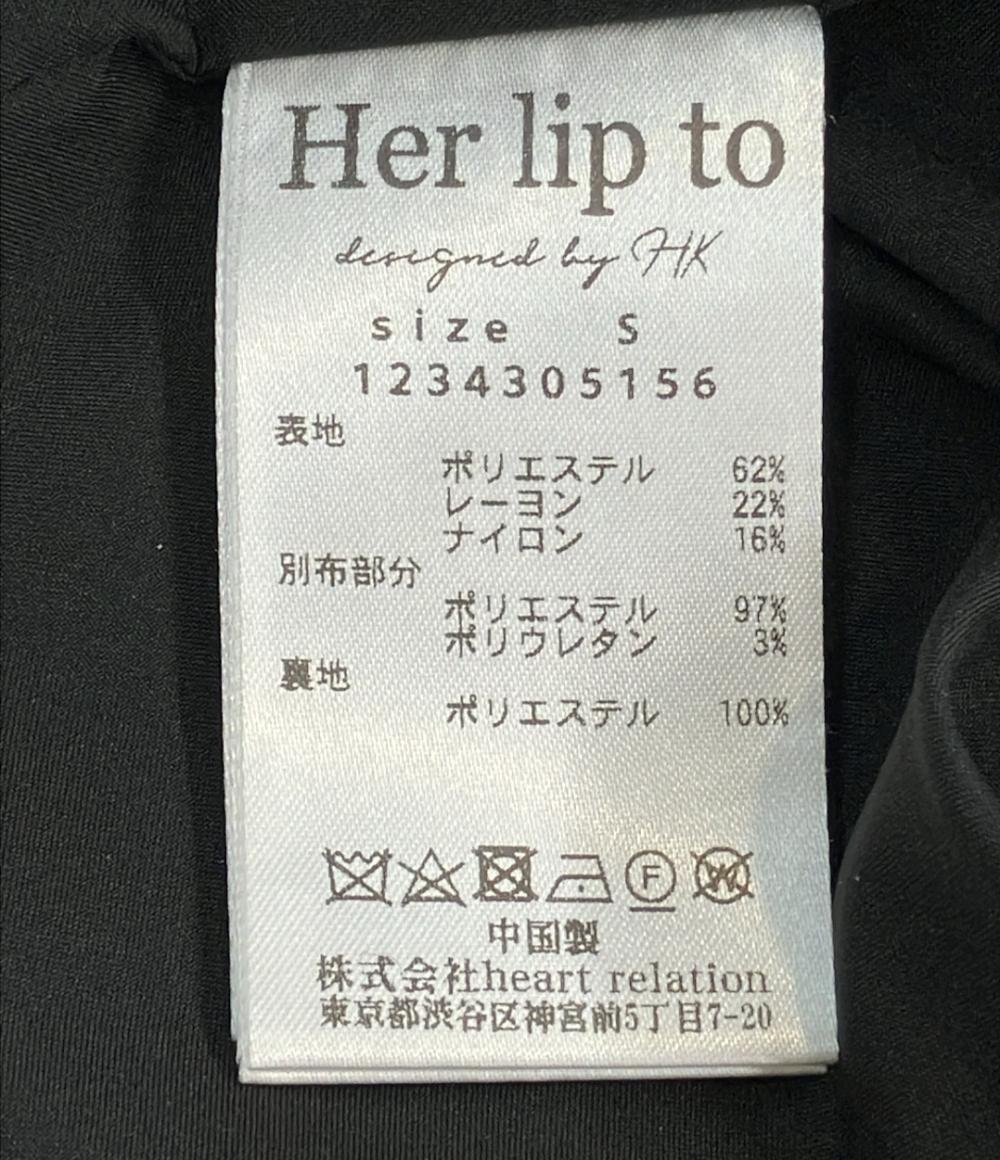 Her lip to
designed by HK
size S
1234305156
表地
ポリエステル 62%
レーヨン 22%
ナイロン 16%
別布部分
ポリエステル 97%
ポリウレタン 3%
裏地
ポリエステル 100%
F W
中国製
株式会社heart relation
東京都渋谷区神宮前5丁目7-20